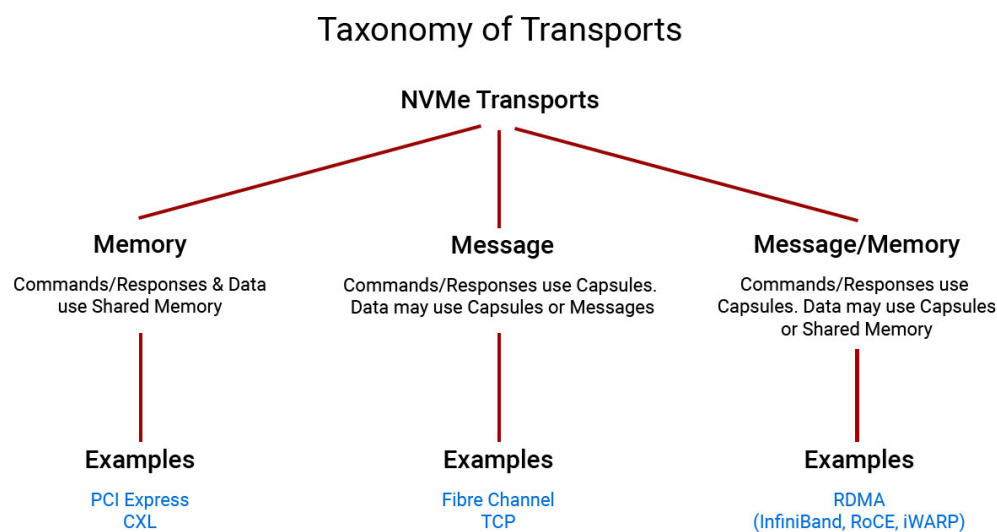 Taxonomy of Transports
NVMe Transports
Memory
Commands/Responses & Data
use Shared Memory
Examples
PCI Express
CXL
Message
Commands/Responses use Capsules.
Data may use Capsules or Messages
Examples
Fibre Channel
TCP
Message/Memory
Commands/Responses use
Capsules. Data may use Capsules
or Shared Memory
Examples
RDMA
(InfiniBand, RoCE, iWARP)